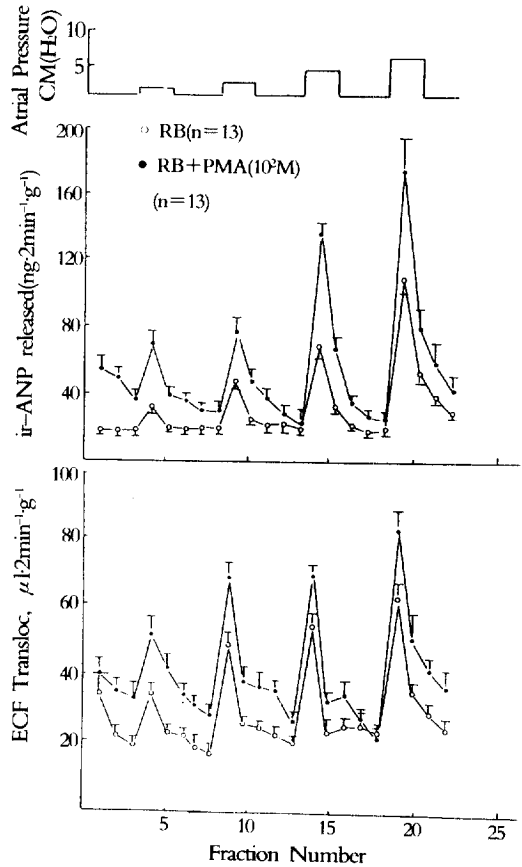 Atrial Pressure
CM(H₂O)
10
5
200
160
120
80
40
ir-ANP released(ng·2min⁻¹·g⁻¹)
○ RB(n=13)
● RB+PMA(10²M)
(n=13)
100
80
60
40
20
ECF Transloc, μl·2min⁻¹·g⁻¹
5 10 15 20 25
Fraction Number